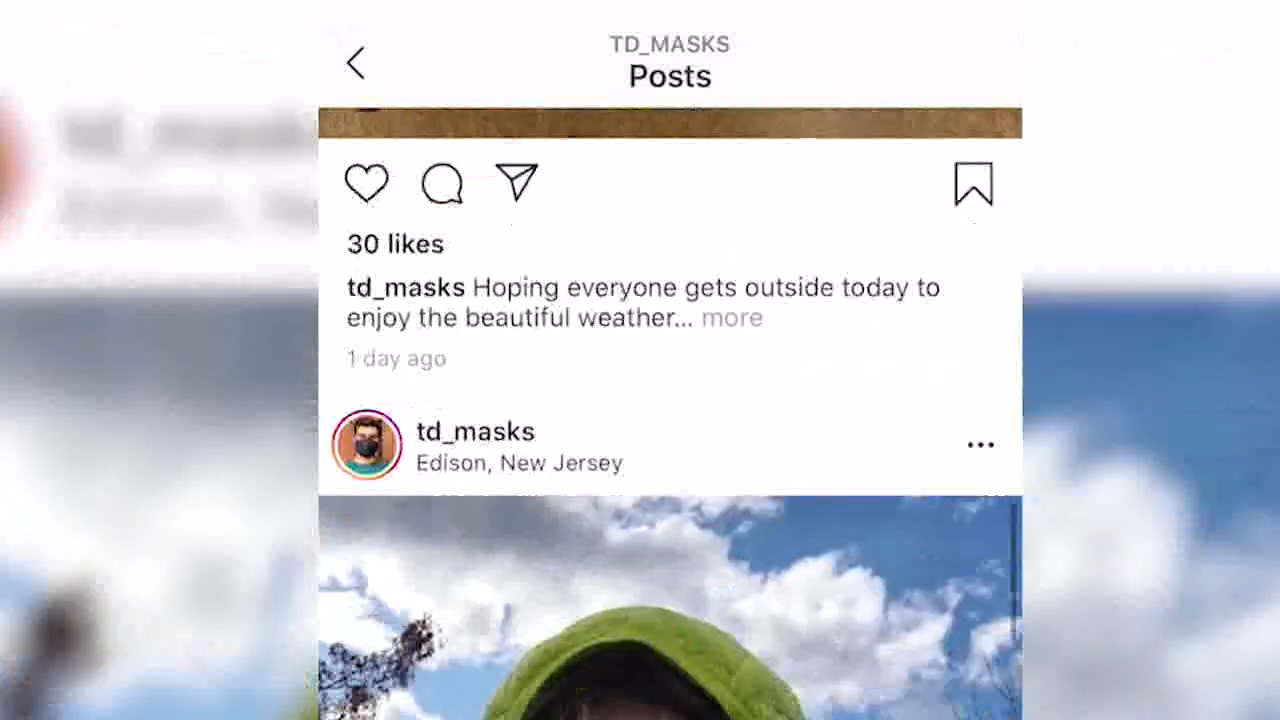 TD_MASKS
Posts
30 likes
td_masks Hoping everyone gets outside today to
enjoy the beautiful weather... more
1 day ago
td_masks
Edison, New Jersey